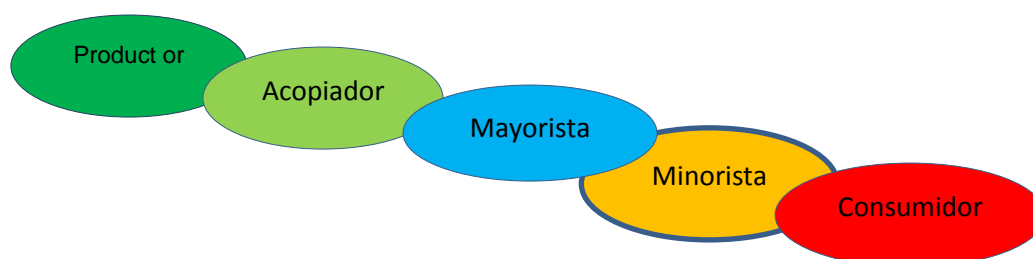 Product or
Acopiador
Mayorista
Minorista
Consumidor